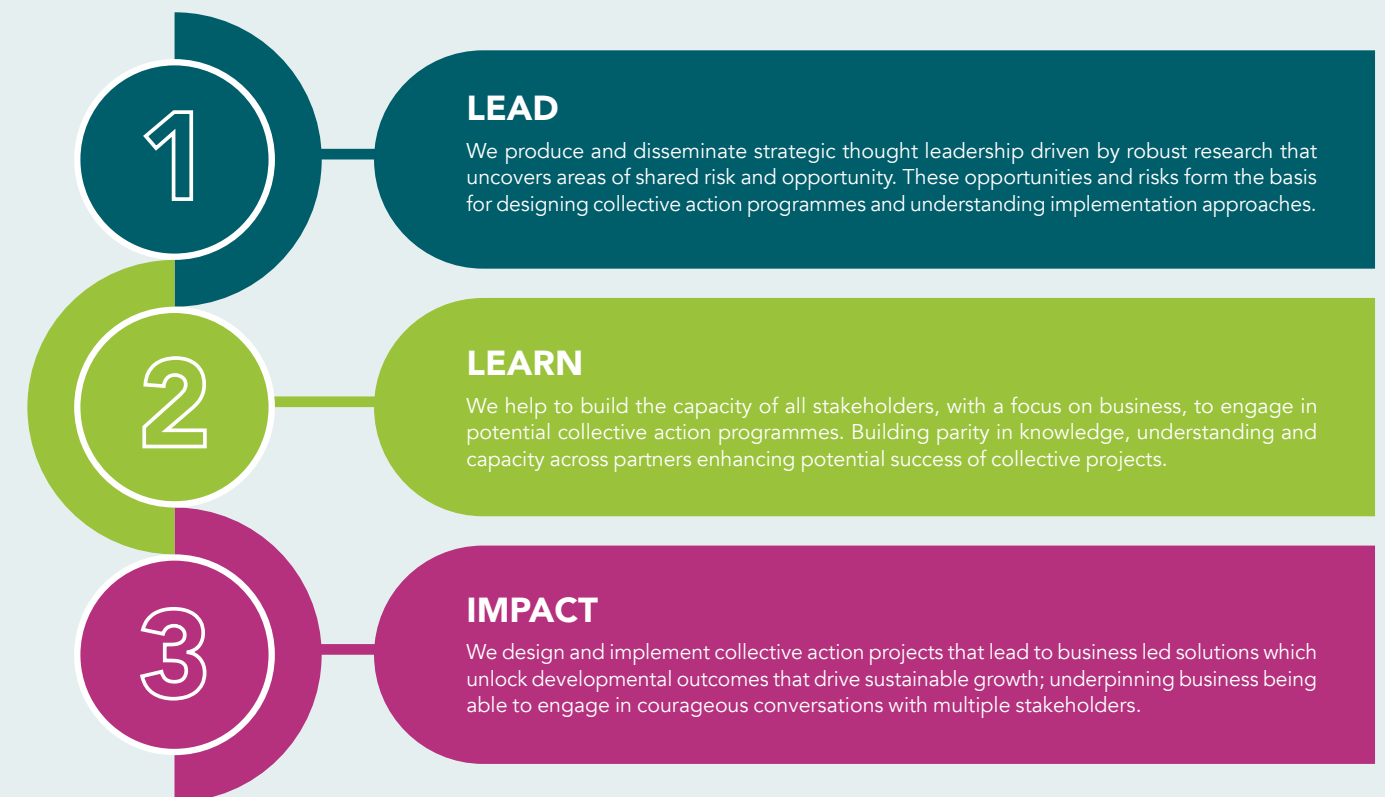 1
LEAD
We produce and disseminate strategic thought leadership driven by robust research that
uncovers areas of shared risk and opportunity. These opportunities and risks form the basis
for designing collective action programmes and understanding implementation approaches.
2
LEARN
We help to build the capacity of all stakeholders, with a focus on business, to engage in
potential collective action programmes. Building parity in knowledge, understanding and
capacity across partners enhancing potential success of collective projects.
3
IMPACT
We design and implement collective action projects that lead to business led solutions which
unlock developmental outcomes that drive sustainable growth; underpinning business being
able to engage in courageous conversations with multiple stakeholders.